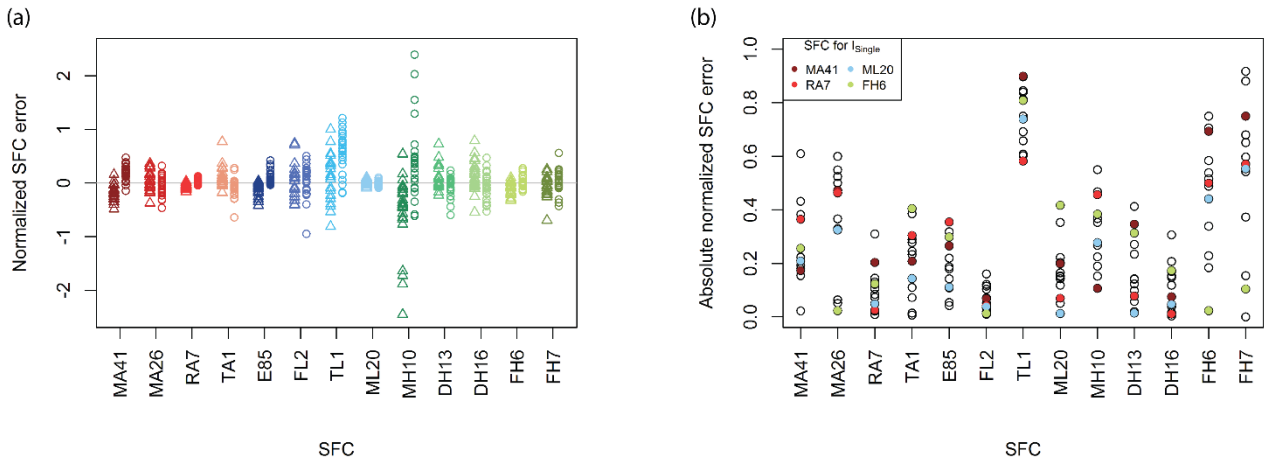 (a)
Normalized SFC error
2
1
0
-1
-2
MA41
MA26
RA7
TA1
E85
FL2
TL1
ML20
MH10
DH13
DH16
FH6
FH7
SFC
(b)
Absolute normalized SFC error
1.0
0.8
0.6
0.4
0.2
0.0
SFC for I_Single
MA41 ML20
RA7 FH6
MA41
MA26
RA7
TA1
E85
FL2
TL1
ML20
MH10
DH13
DH16
FH6
FH7
SFC